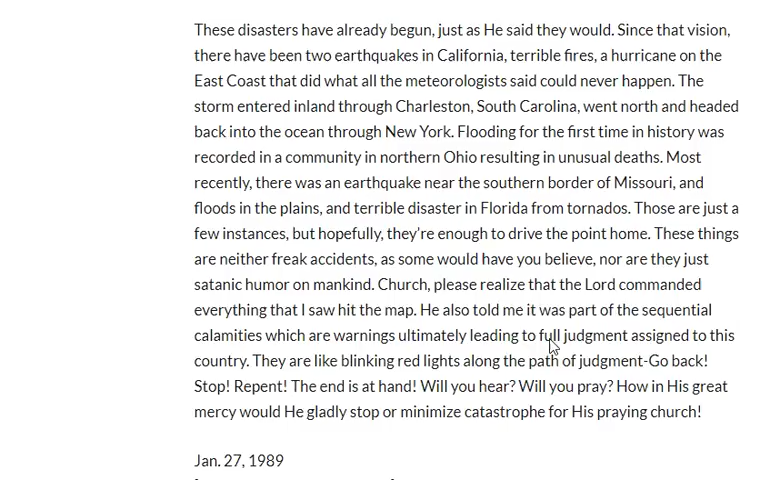 These disasters have already begun, just as He said they would. Since that vision,
there have been two earthquakes in California, terrible fires, a hurricane on the
East Coast that did what all the meteorologists said could never happen. The
storm entered inland through Charleston, South Carolina, went north and headed
back into the ocean through New York. Flooding for the first time in history was
recorded in a community in northern Ohio resulting in unusual deaths. Most
recently, there was an earthquake near the southern border of Missouri, and
floods in the plains, and terrible disaster in Florida from tornados. Those are just a
few instances, but hopefully, they're enough to drive the point home. These things
are neither freak accidents, as some would have you believe, nor are they just
satanic humor on mankind. Church, please realize that the Lord commanded
everything that I saw hit the map. He also told me it was part of the sequential
calamities which are warnings ultimately leading to full judgment assigned to this
country. They are like blinking red lights along the path of judgment-Go back!
Stop! Repent! The end is at hand! Will you hear? Will you pray? How in His great
mercy would He gladly stop or minimize catastrophe for His praying church!
Jan. 27, 1989